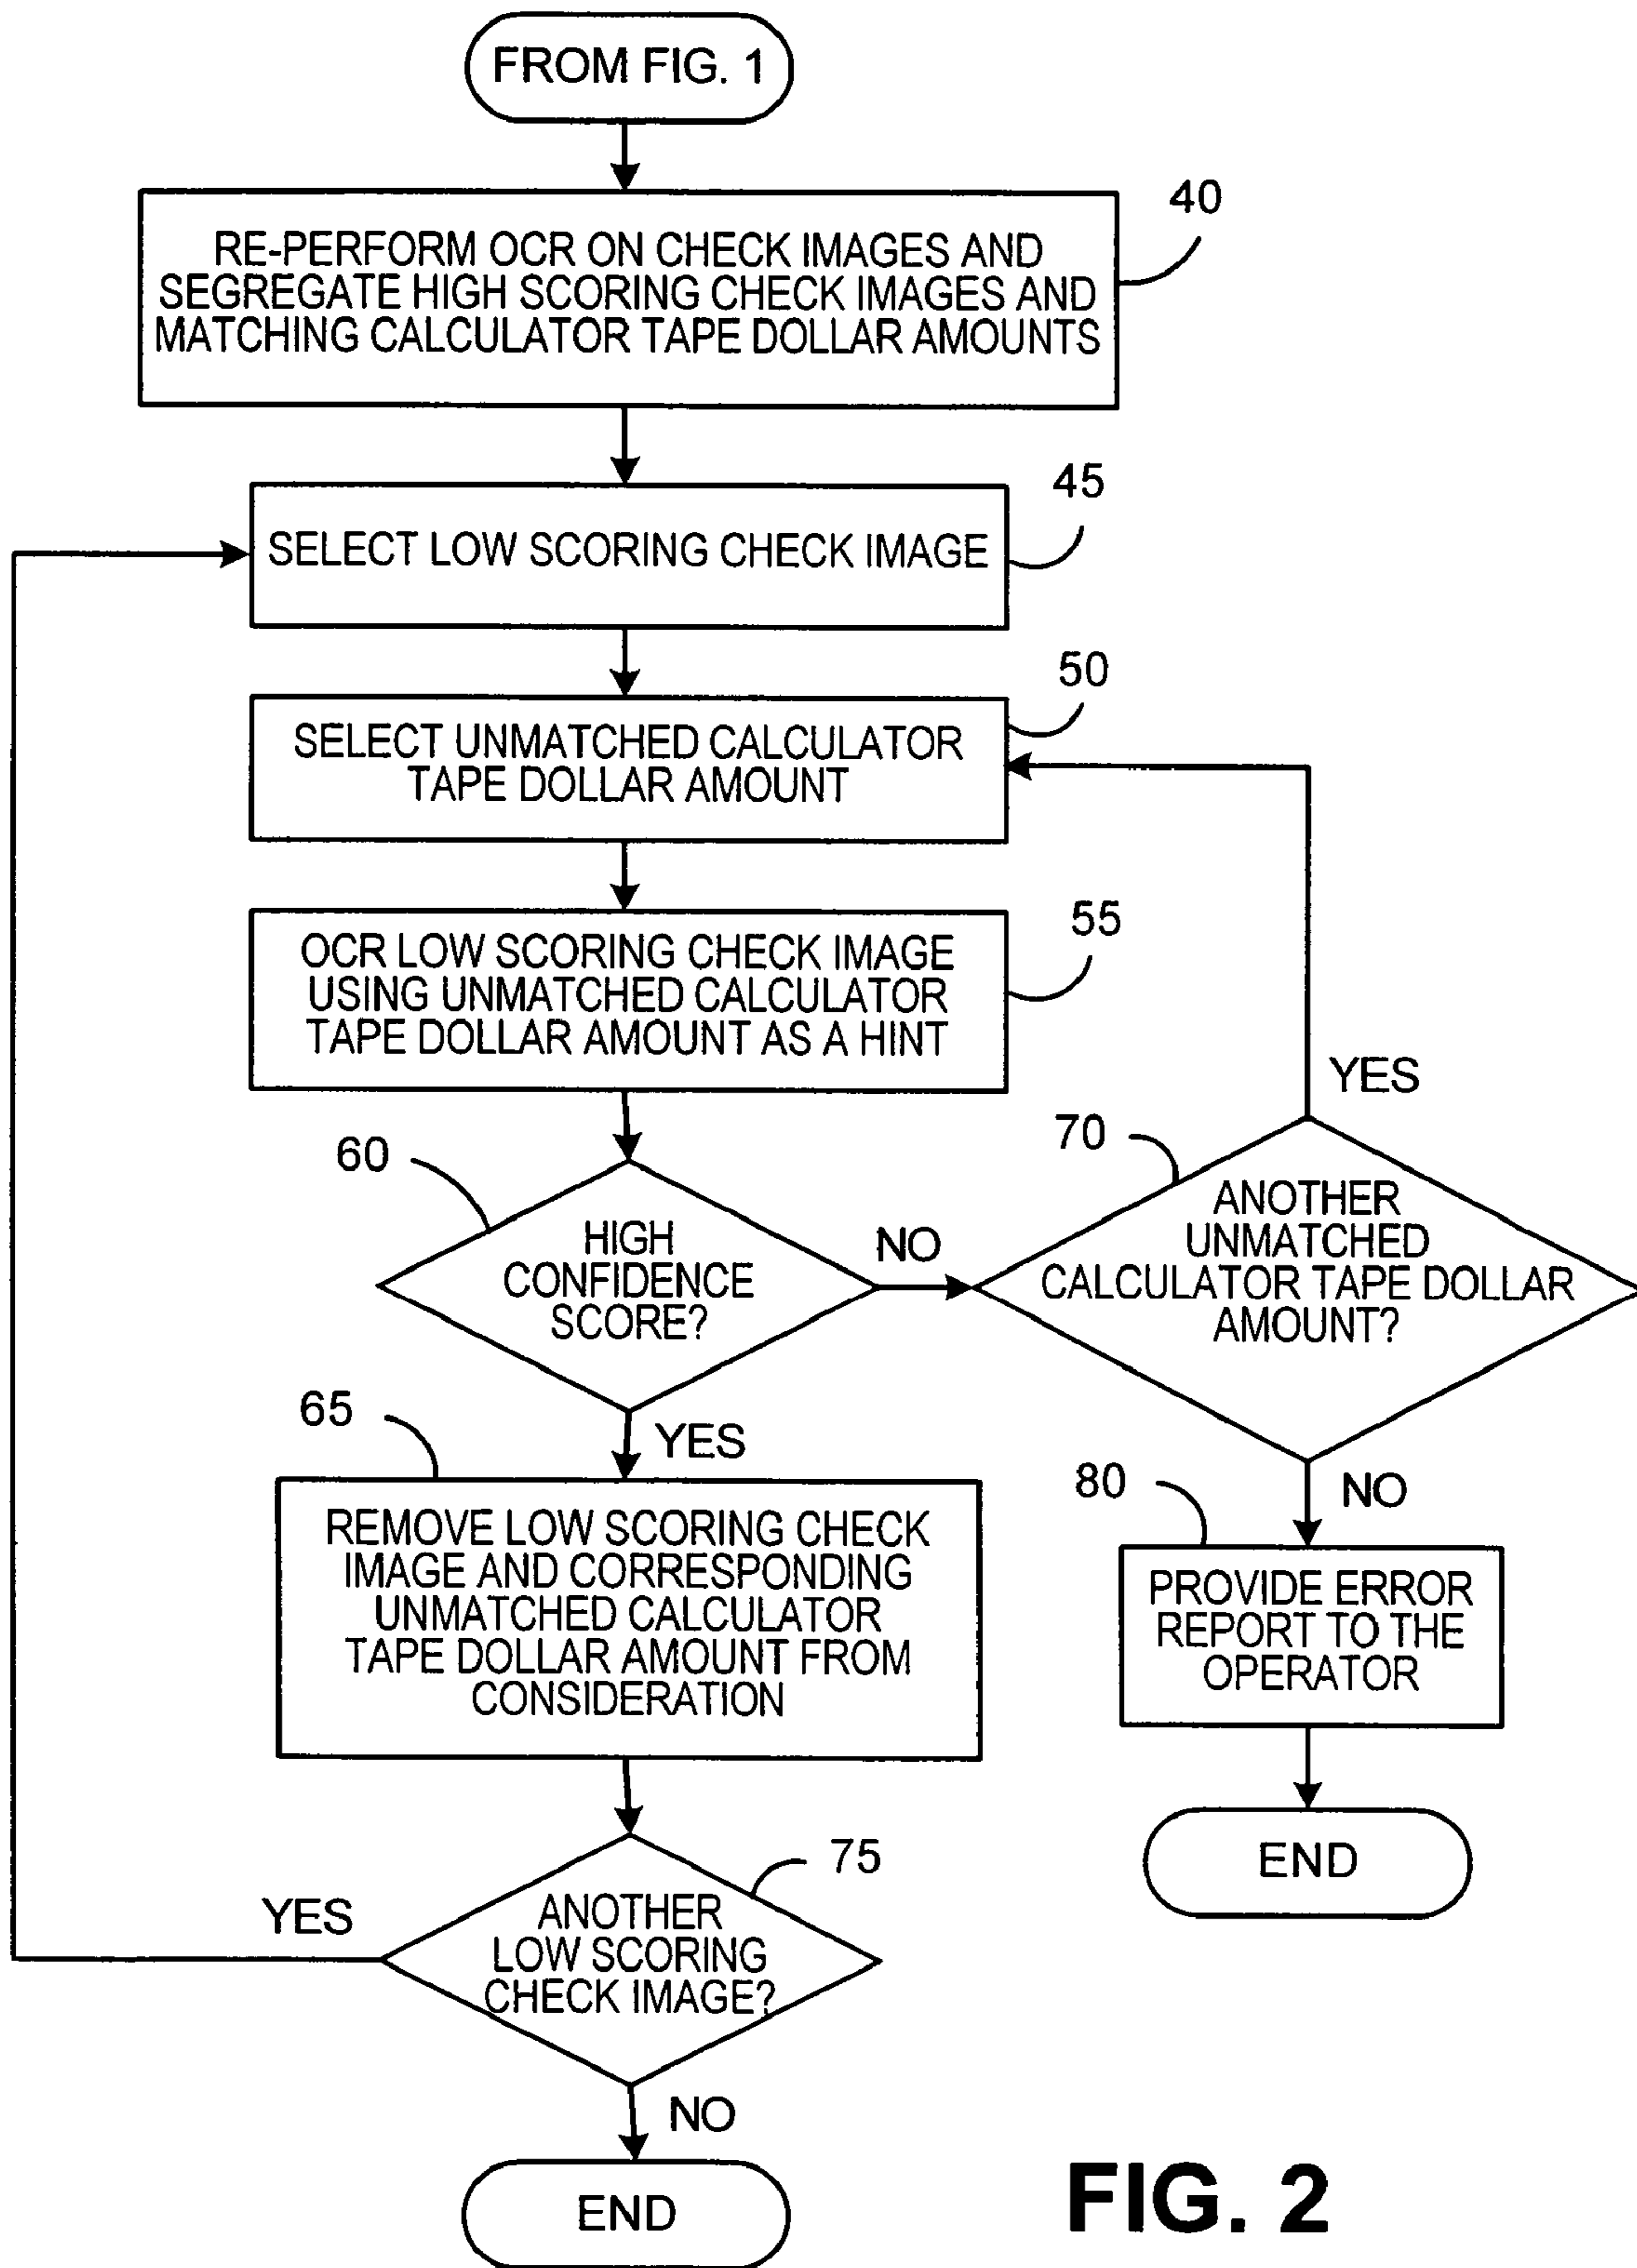 FROM FIG. 1
40
RE-PERFORM OCR ON CHECK IMAGES AND
SEGREGATE HIGH SCORING CHECK IMAGES AND
MATCHING CALCULATOR TAPE DOLLAR AMOUNTS
45
SELECT LOW SCORING CHECK IMAGE
50
SELECT UNMATCHED CALCULATOR
TAPE DOLLAR AMOUNT
55
OCR LOW SCORING CHECK IMAGE
USING UNMATCHED CALCULATOR
TAPE DOLLAR AMOUNT AS A HINT
60
HIGH
CONFIDENCE
SCORE?
NO
YES
70
ANOTHER
UNMATCHED
CALCULATOR TAPE DOLLAR
AMOUNT?
YES
NO
65
REMOVE LOW SCORING CHECK
IMAGE AND CORRESPONDING
UNMATCHED CALCULATOR
TAPE DOLLAR AMOUNT FROM
CONSIDERATION
80
PROVIDE ERROR
REPORT TO THE
OPERATOR
END
75
ANOTHER
LOW SCORING
CHECK IMAGE?
YES
NO
END
FIG. 2